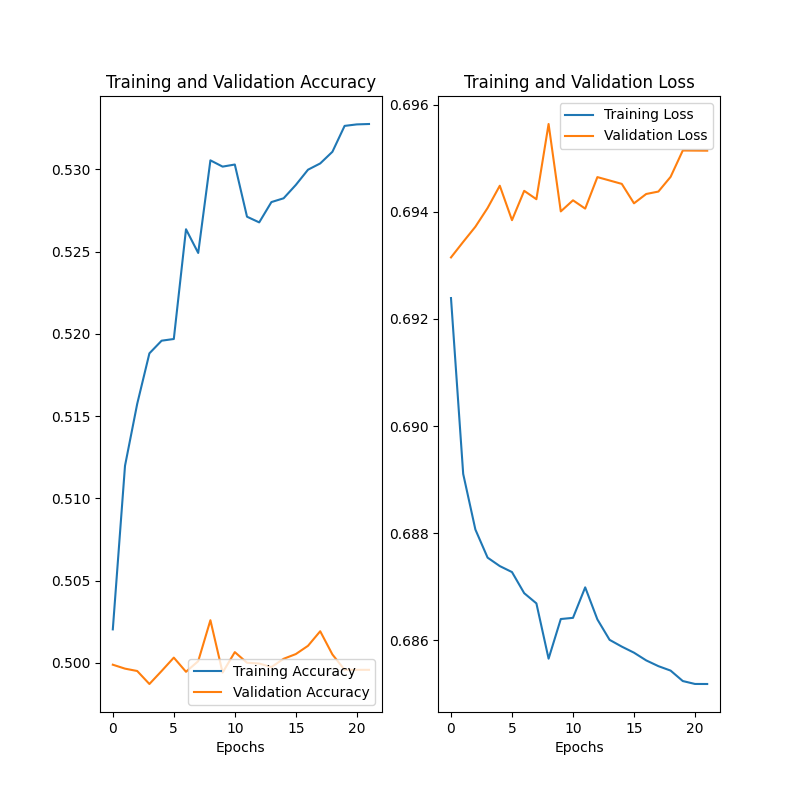 Training and Validation Accuracy
0.530
0.525
0.520
0.515
0.510
0.505
0.500
Training Accuracy
Validation Accuracy
0 5 10 15 20
Epochs
Training and Validation Loss
0.696
0.694
0.692
0.690
0.688
0.686
Training Loss
Validation Loss
0 5 10 15 20
Epochs